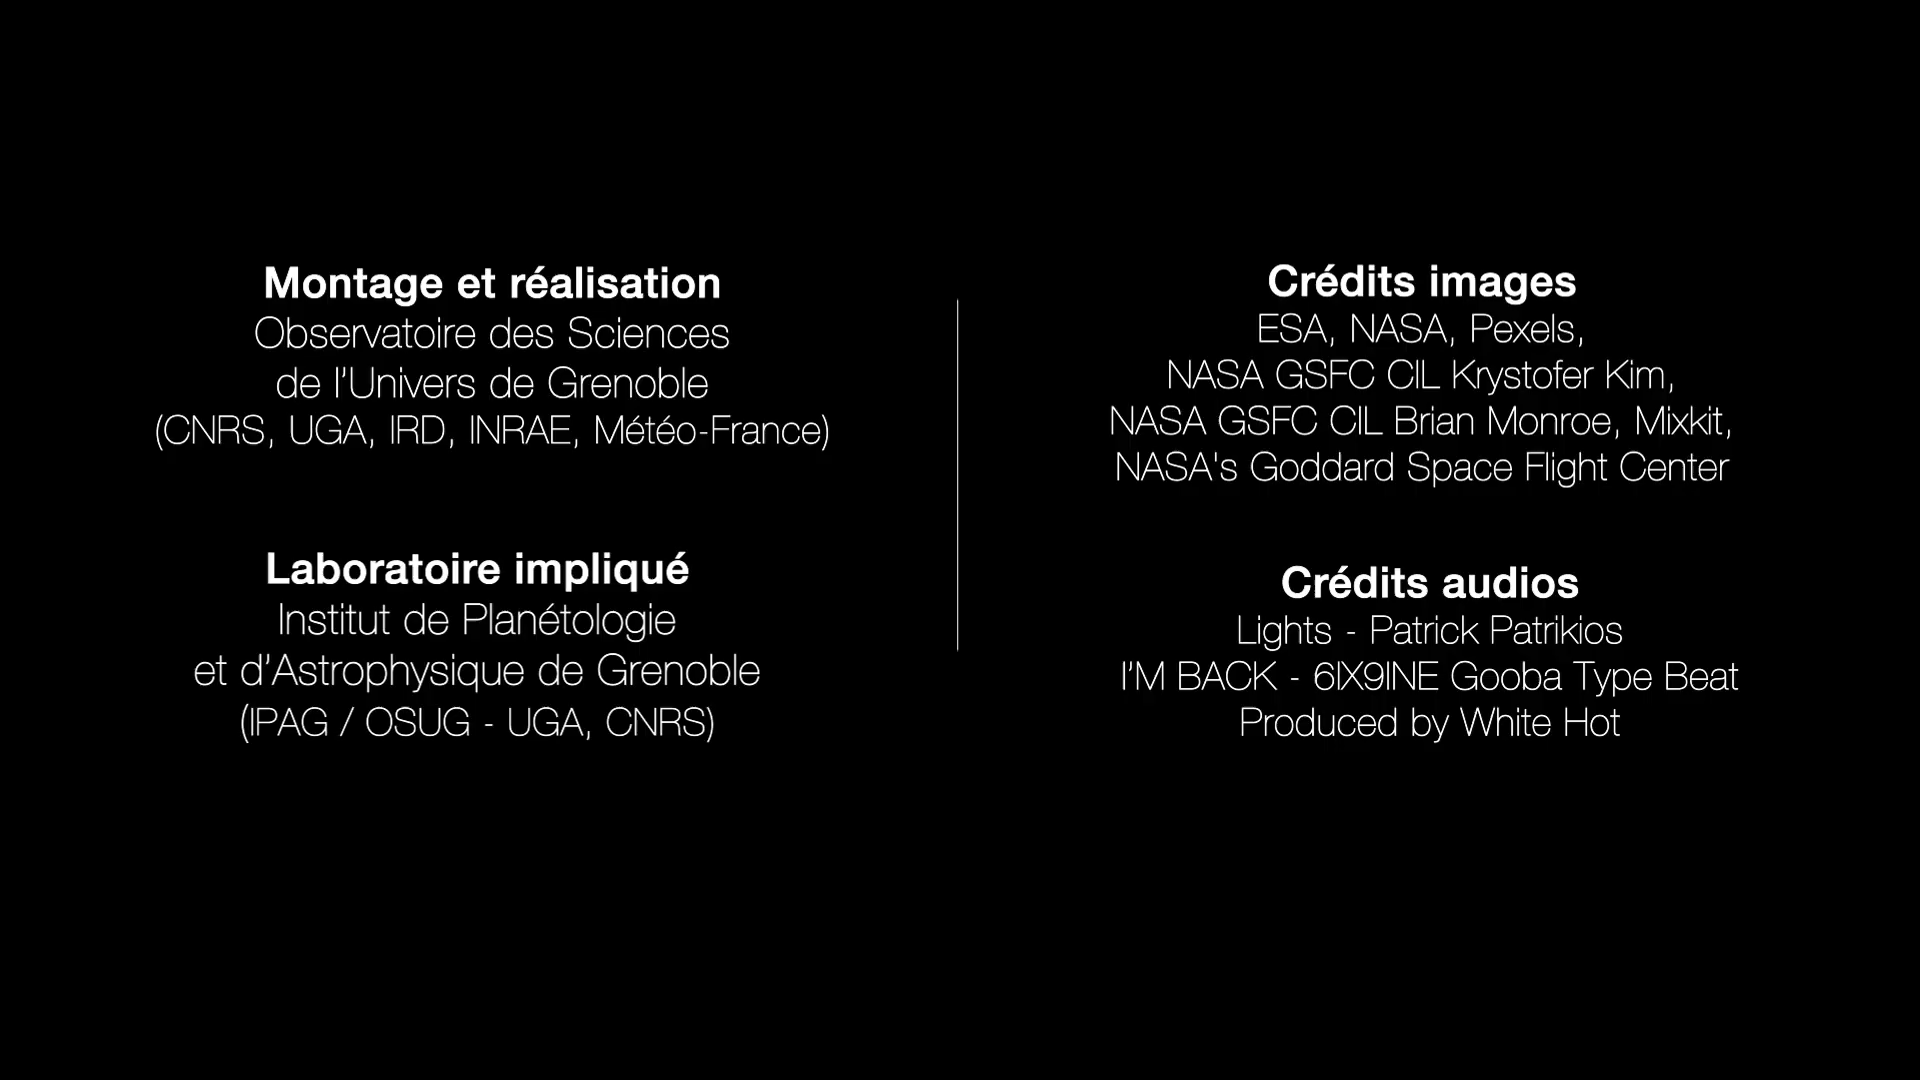 Montage et réalisation
Observatoire des Sciences
de l’Univers de Grenoble
(CNRS, UGA, IRD, INRAE, Météo-France)
Laboratoire impliqué
Institut de Planétologie
et d’Astrophysique de Grenoble
(IPAG / OSUG - UGA, CNRS)
Crédits images
ESA, NASA, Pexels,
NASA GSFC CIL Krystofer Kim,
NASA GSFC CIL Brian Monroe, Mixkit,
NASA's Goddard Space Flight Center
Crédits audios
Lights - Patrick Patrikios
I’M BACK - 6IX9INE Gooba Type Beat
Produced by White Hot